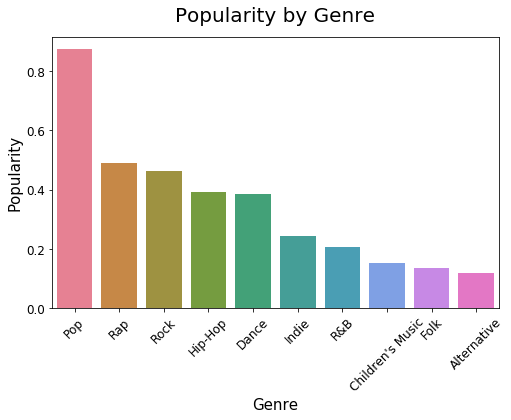 Popularity by Genre
Popularity
0.8
0.6
0.4
0.2
0.0
Pop
Rap
Rock
Hip-Hop
Dance
Indie
R&B
Children's Music
Folk
Alternative
Genre